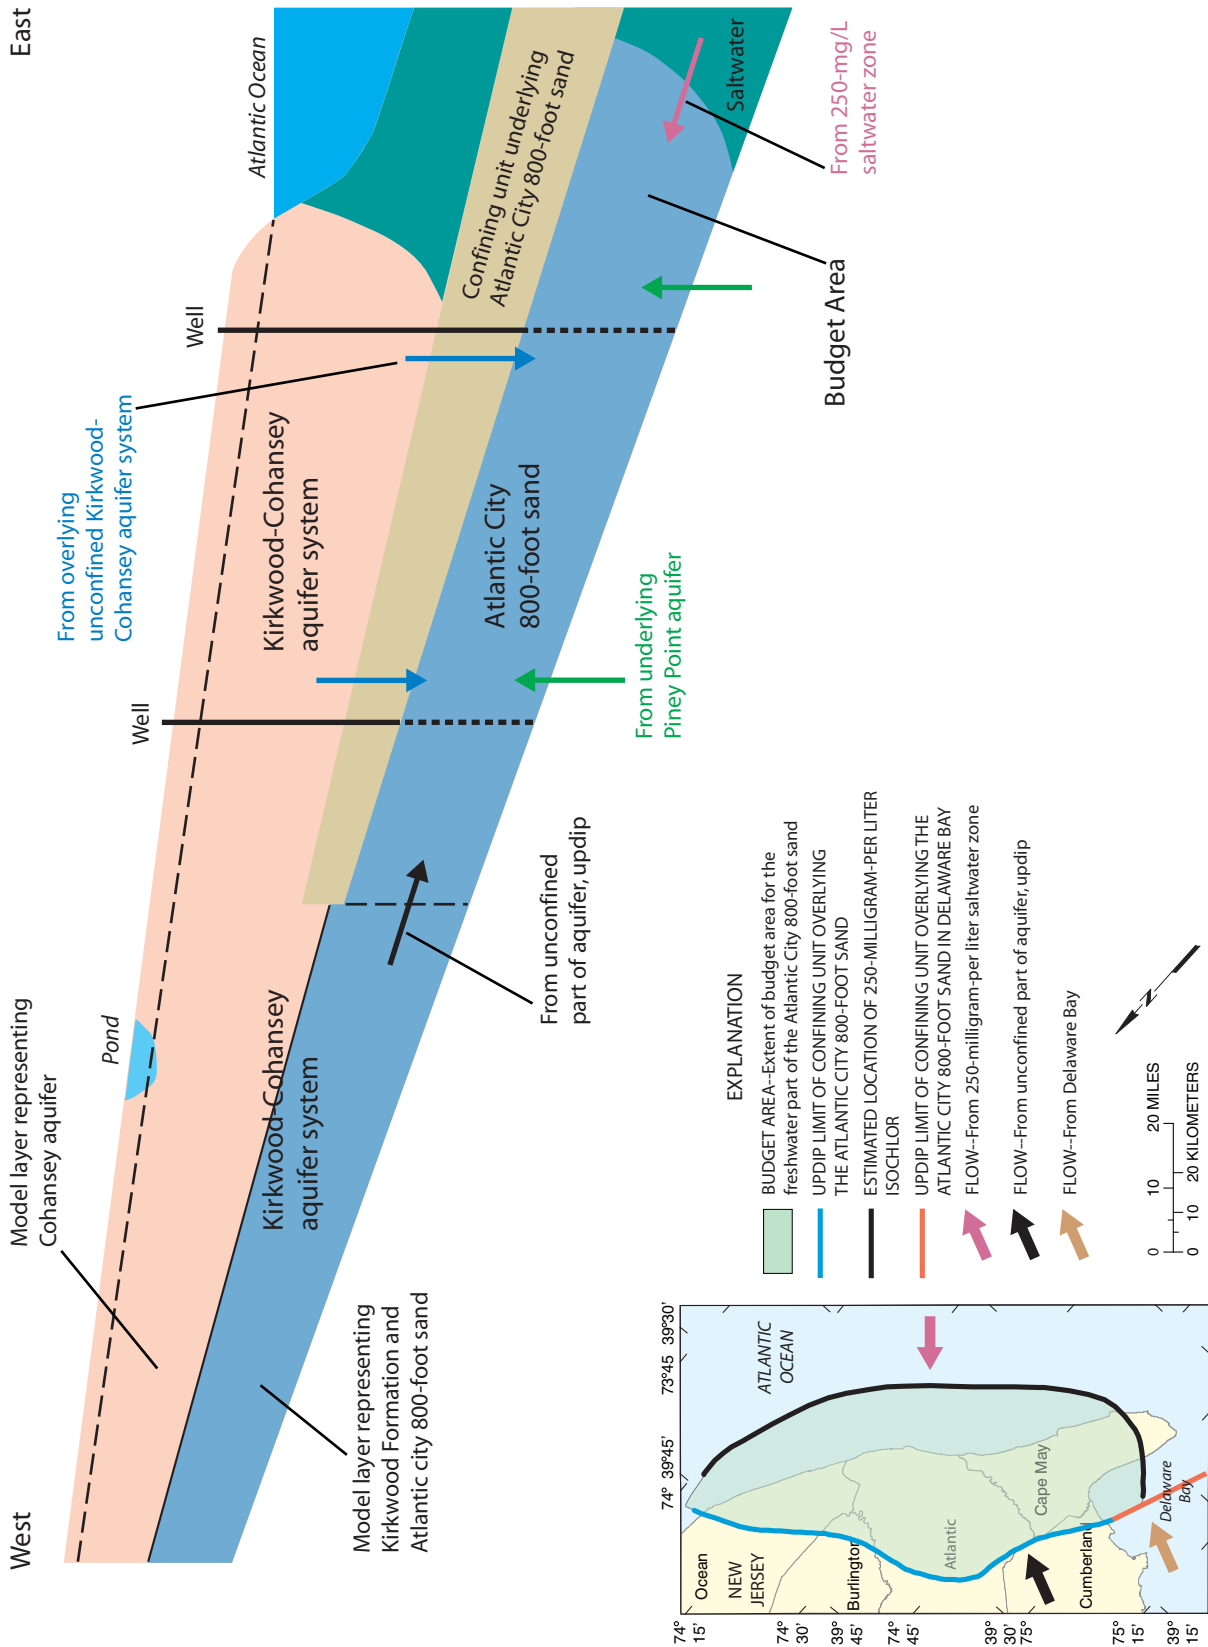 West
East
Model layer representing
Cohansey aquifer
Pond
Well
From overlying
unconfined Kirkwood-
Cohansey aquifer system
Well
Atlantic Ocean
Kirkwood-Cohansey
aquifer system
Kirkwood-Cohansey
aquifer system
Confining unit underlying
Atlantic City 800-foot sand
Atlantic City
800-foot sand
Saltwater
Model layer representing
Kirkwood Formation and
Atlantic city 800-foot sand
From unconfined
part of aquifer, updip
From underlying
Piney Point aquifer
Budget Area
From 250-mg/L
saltwater zone
74°
15'
74°
30'
39°
45'
74°
45'
39°
30'
75°
75°
15'
39°
15'
74°
39°45'
73°45'
39°30'
Ocean
NEW
JERSEY
Burlington
Atlantic
Cape May
Cumberland
Delaware
Bay
ATLANTIC
OCEAN
EXPLANATION
BUDGET AREA--Extent of budget area for the
freshwater part of the Atlantic City 800-foot sand
UPDIP LIMIT OF CONFINING UNIT OVERLYING
THE ATLANTIC CITY 800-FOOT SAND
ESTIMATED LOCATION OF 250-MILLIGRAM-PER LITER
ISOCHLOR
UPDIP LIMIT OF CONFINING UNIT OVERLYING THE
ATLANTIC CITY 800-FOOT SAND IN DELAWARE BAY
FLOW--From 250-milligram-per liter saltwater zone
FLOW--From unconfined part of aquifer, updip
FLOW--From Delaware Bay
0 10 20 MILES
0 10 20 KILOMETERS
N